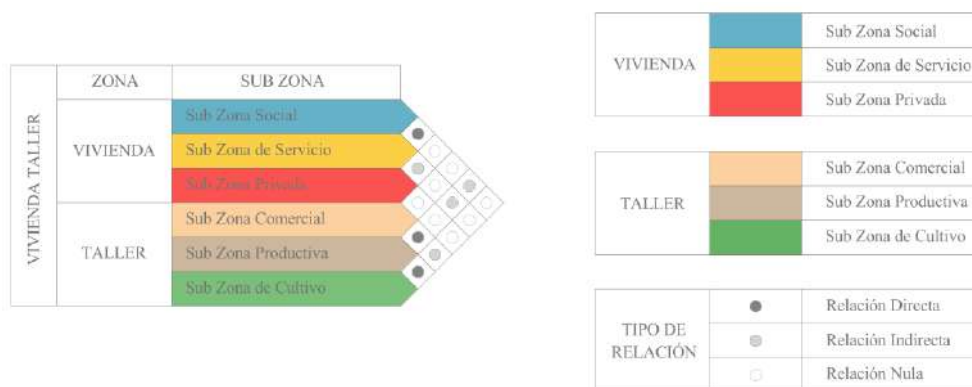 VIVIENDA TALLER
ZONA
SUB ZONA
VIVIENDA
Sub Zona Social
Sub Zona de Servicio
Sub Zona Privada
TALLER
Sub Zona Comercial
Sub Zona Productiva
Sub Zona de Cultivo
VIVIENDA
Sub Zona Social
Sub Zona de Servicio
Sub Zona Privada
TALLER
Sub Zona Comercial
Sub Zona Productiva
Sub Zona de Cultivo
TIPO DE
RELACIÓN
Relación Directa
Relación Indirecta
Relación Nula